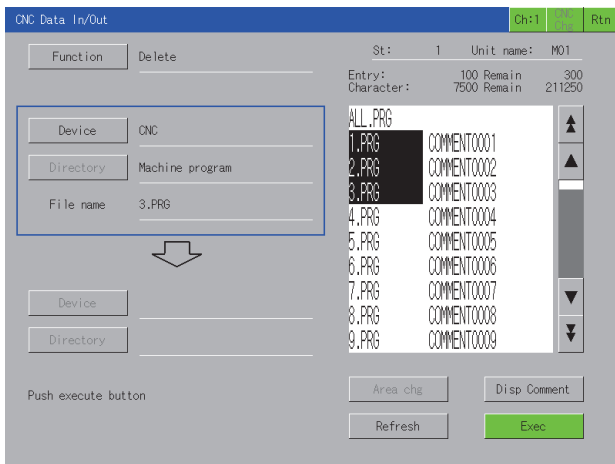 CNC Data In/Out Ch:1 CNC Chg Rtn
Function Delete
St: 1 Unit name: M01
Entry: 100 Remain 300
Character: 7500 Remain 211250
Device CNC
Directory Machine program
File name 3.PRG
Device
Directory
Push execute button
ALL.PRG
1.PRG COMMENT0001
2.PRG COMMENT0002
3.PRG COMMENT0003
4.PRG COMMENT0004
5.PRG COMMENT0005
6.PRG COMMENT0006
7.PRG COMMENT0007
8.PRG COMMENT0008
9.PRG COMMENT0009
Area chg Disp Comment
Refresh Exec